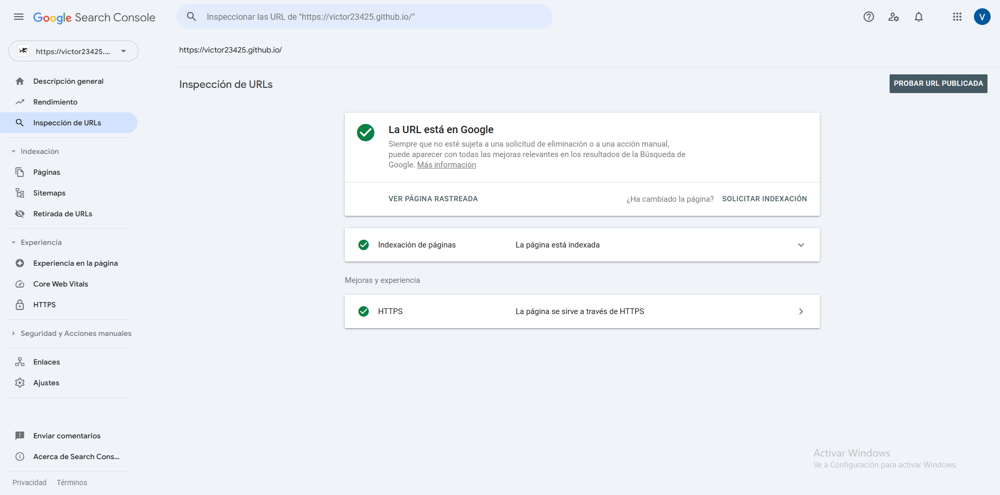 Google Search Console
Inspeccionar las URL de "https://victor23425.github.io/"
V
https://victor23425....
https://victor23425.github.io/
Descripción general
Rendimiento
Inspección de URLs
Indexación
Páginas
Sitemaps
Retirada de URLs
Experiencia
Experiencia en la página
Core Web Vitals
HTTPS
Seguridad y Acciones manuales
Enlaces
Ajustes
Enviar comentarios
Acerca de Search Cons...
Privacidad Términos
Inspección de URLs
PROBAR URL PUBLICADA
La URL está en Google
Siempre que no esté sujeta a una solicitud de eliminación o a una acción manual,
puede aparecer con todas las mejoras relevantes en los resultados de la Búsqueda de
Google. Más información
VER PÁGINA RASTREADA
¿Ha cambiado la página? SOLICITAR INDEXACIÓN
Indexación de páginas La página está indexada
Mejoras y experiencia
HTTPS La página se sirve a través de HTTPS
Activar Windows
Ve a Configuración para activar Windows.